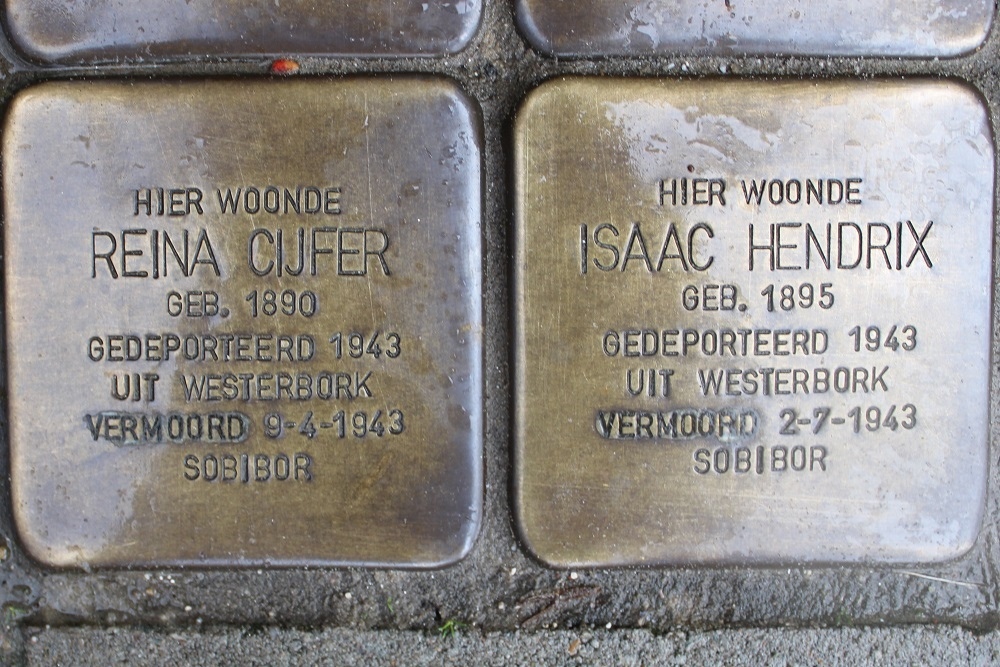 HIER WOONDE
REINA CIJFER
GEB. 1890
GEDEPORTEERD 1943
UIT WESTERBORK
VERMOORD 9-4-1943
SOBIBOR
HIER WOONDE
ISAAC HENDRIX
GEB. 1895
GEDEPORTEERD 1943
UIT WESTERBORK
VERMOORD 2-7-1943
SOBIBOR